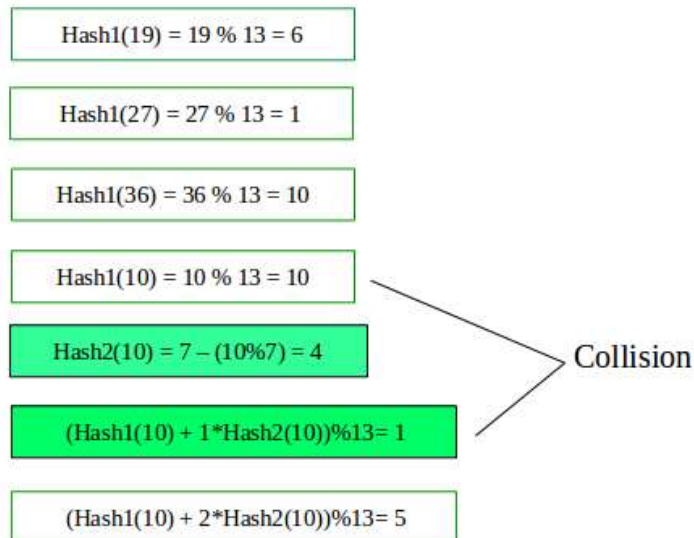 Hash1(19) = 19 % 13 = 6
Hash1(27) = 27 % 13 = 1
Hash1(36) = 36 % 13 = 10
Hash1(10) = 10 % 13 = 10
Hash2(10) = 7 – (10%7) = 4
Collision
(Hash1(10) + 1*Hash2(10))%13= 1
(Hash1(10) + 2*Hash2(10))%13= 5